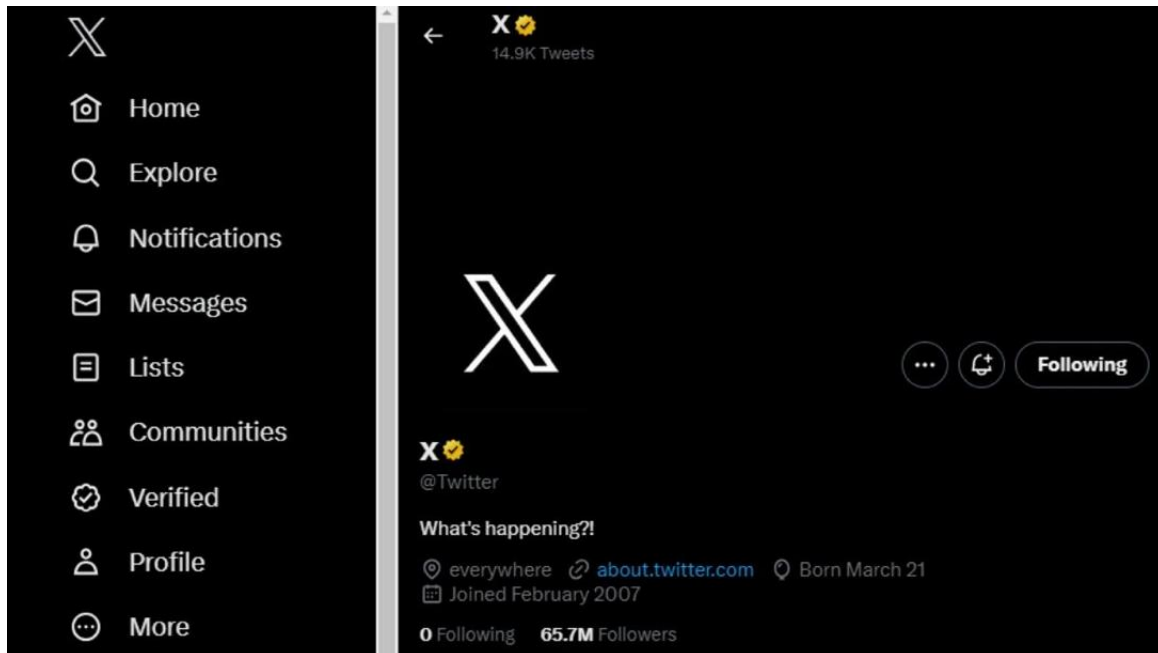 X
Home
Explore
Notifications
Messages
Lists
Communities
Verified
Profile
More
X
14.9K Tweets
X
Following
X
@Twitter
What's happening?!
everywhere about.twitter.com Born March 21
Joined February 2007
0 Following 65.7M Followers